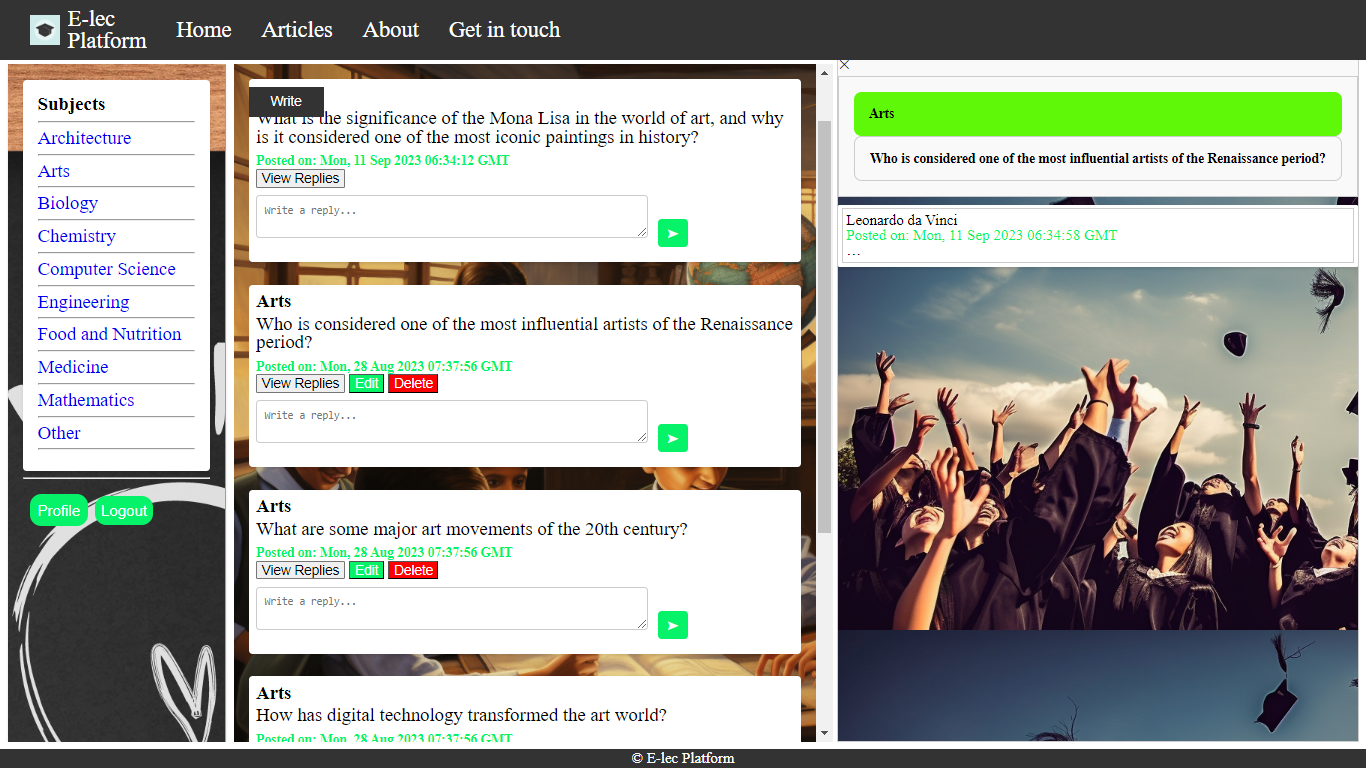 E-lec
Platform
Home
Articles
About
Get in touch
Subjects
Architecture
Arts
Biology
Chemistry
Computer Science
Engineering
Food and Nutrition
Medicine
Mathematics
Other
Profile
Logout
Write
What is the significance of the Mona Lisa in the world of art, and why
is it considered one of the most iconic paintings in history?
Posted on: Mon, 11 Sep 2023 06:34:12 GMT
View Replies
Write a reply...
Arts
Who is considered one of the most influential artists of the Renaissance
period?
Posted on: Mon, 28 Aug 2023 07:37:56 GMT
View Replies Edit Delete
Write a reply...
Arts
What are some major art movements of the 20th century?
Posted on: Mon, 28 Aug 2023 07:37:56 GMT
View Replies Edit Delete
Write a reply...
Arts
How has digital technology transformed the art world?
Posted on: Mon, 28 Aug 2023 07:37:56 GMT
Arts
Who is considered one of the most influential artists of the Renaissance period?
Leonardo da Vinci
Posted on: Mon, 11 Sep 2023 06:34:58 GMT
...
© E-lec Platform